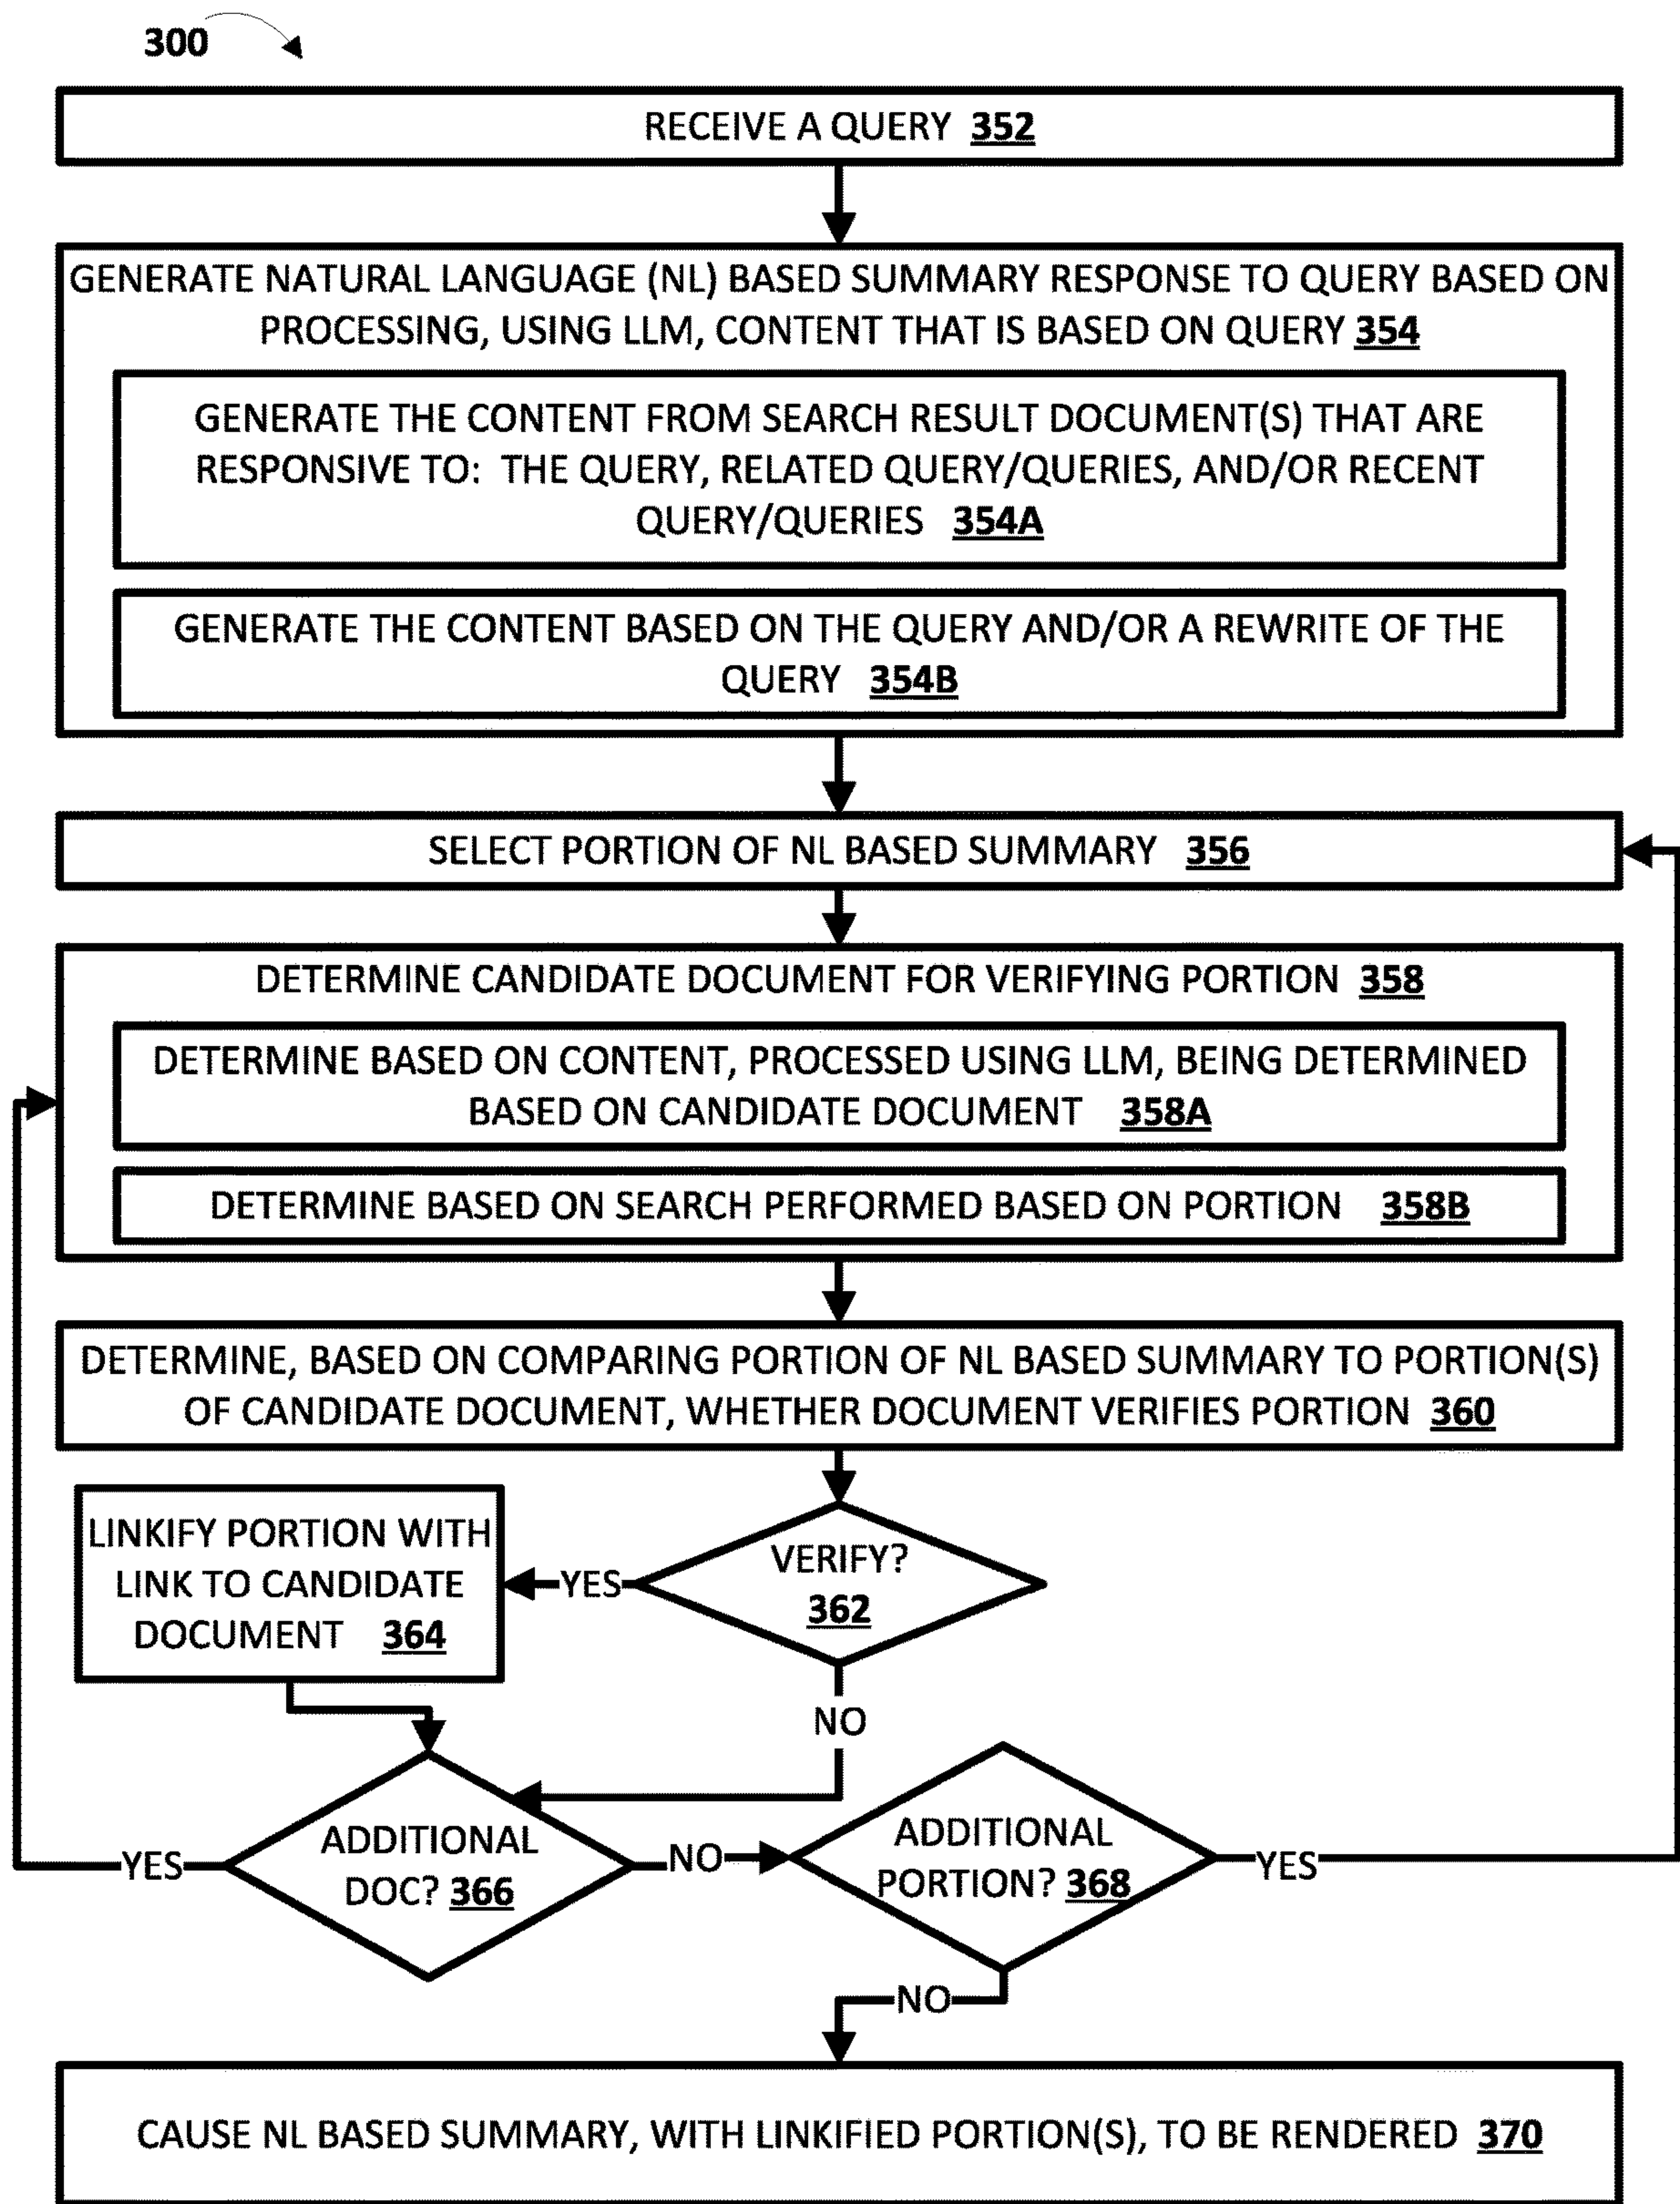 300
RECEIVE A QUERY 352
GENERATE NATURAL LANGUAGE (NL) BASED SUMMARY RESPONSE TO QUERY BASED ON
PROCESSING, USING LLM, CONTENT THAT IS BASED ON QUERY 354
GENERATE THE CONTENT FROM SEARCH RESULT DOCUMENT(S) THAT ARE
RESPONSIVE TO: THE QUERY, RELATED QUERY/QUERIES, AND/OR RECENT
QUERY/QUERIES 354A
GENERATE THE CONTENT BASED ON THE QUERY AND/OR A REWRITE OF THE
QUERY 354B
SELECT PORTION OF NL BASED SUMMARY 356
DETERMINE CANDIDATE DOCUMENT FOR VERIFYING PORTION 358
DETERMINE BASED ON CONTENT, PROCESSED USING LLM, BEING DETERMINED
BASED ON CANDIDATE DOCUMENT 358A
DETERMINE BASED ON SEARCH PERFORMED BASED ON PORTION 358B
DETERMINE, BASED ON COMPARING PORTION OF NL BASED SUMMARY TO PORTION(S)
OF CANDIDATE DOCUMENT, WHETHER DOCUMENT VERIFIES PORTION 360
VERIFY?
362
YES
LINKIFY PORTION WITH
LINK TO CANDIDATE
DOCUMENT 364
NO
ADDITIONAL
DOC? 366
YES
NO
ADDITIONAL
PORTION? 368
YES
NO
CAUSE NL BASED SUMMARY, WITH LINKIFIED PORTION(S), TO BE RENDERED 370